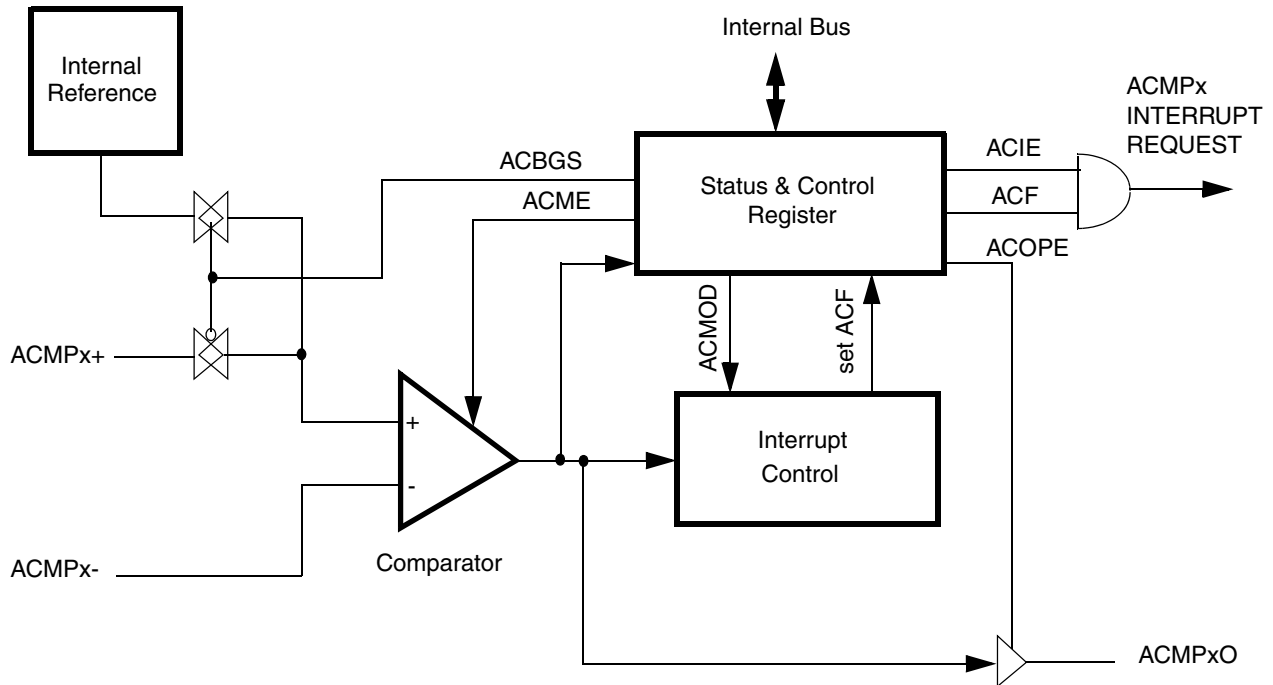 Internal Bus
Internal
Reference
ACMPx
INTERRUPT
REQUEST
ACBGS
ACME
Status & Control
Register
ACIE
ACF
ACOPE
ACMOD
set ACF
ACMPx+
+
-
Interrupt
Control
Comparator
ACMPx-
ACMPxO